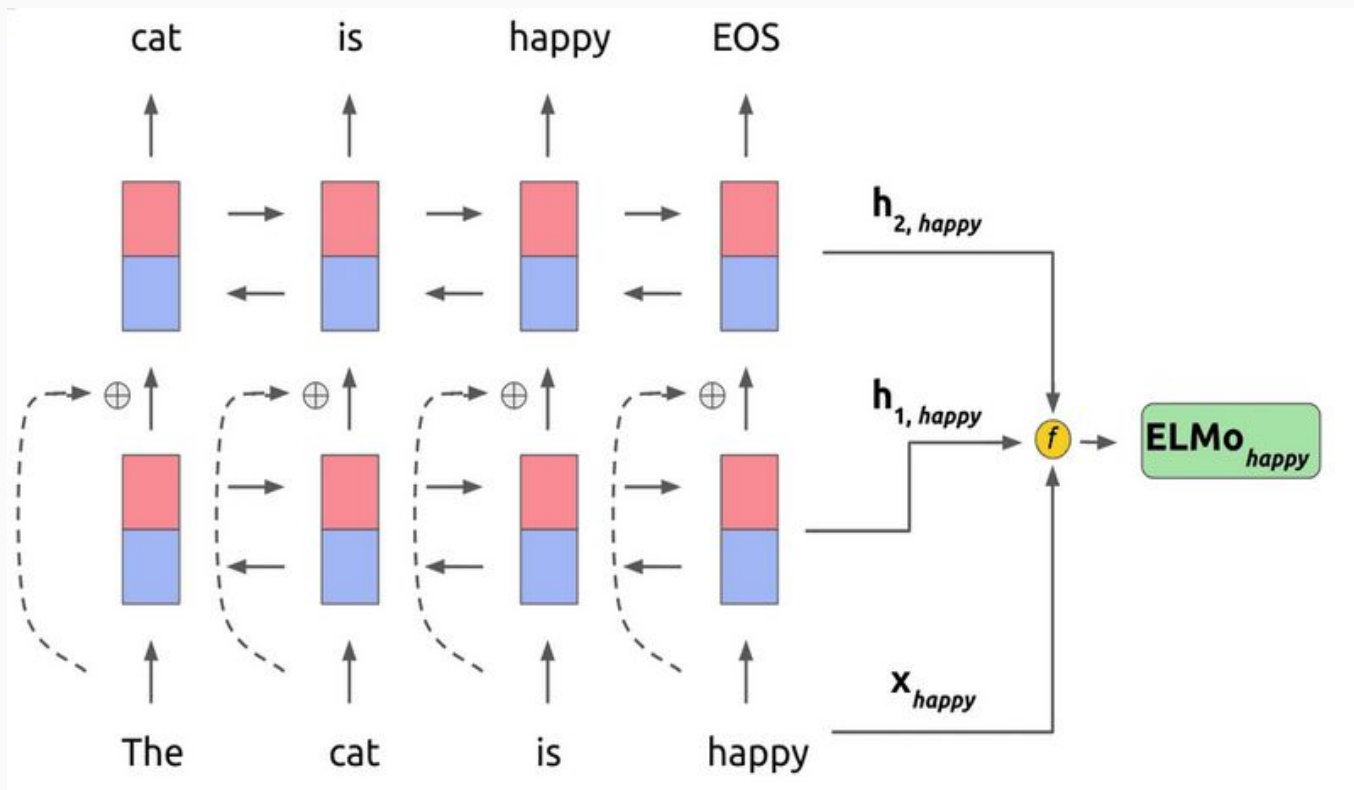 cat is happy EOS
h2, happy
h1, happy
⊕ ⊕ ⊕ ⊕
f ELMohappy
xhappy
The cat is happy